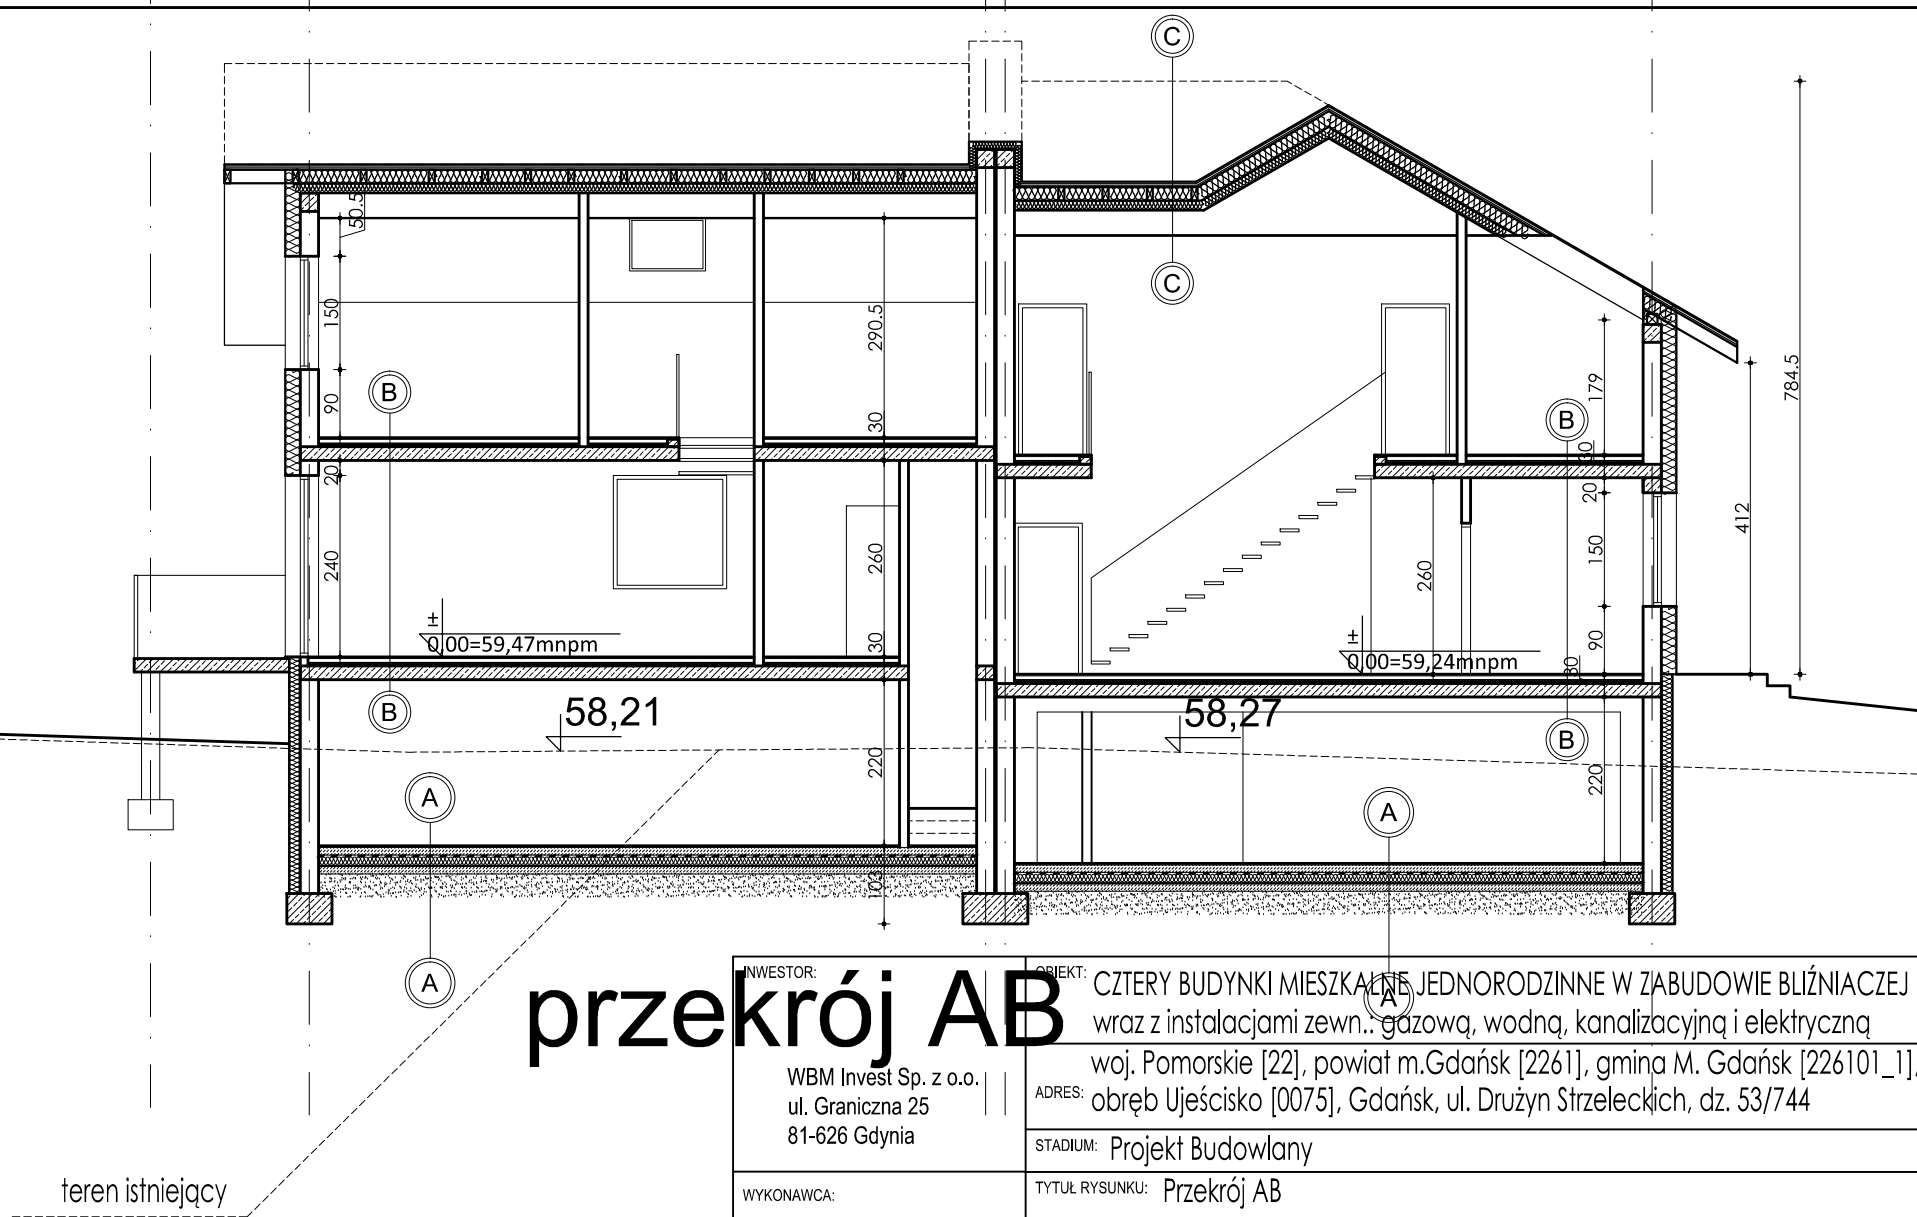 C
C
50.5
150
90
20
240
290.5
30
260
30
220
103
B
B
±
0,00=59,47mnpm
58,21
A
A
179
30
20
150
90
30
220
260
412
784.5
B
B
±
0,00=59,24mnpm
58,27
A
A
przekrój AB
teren istniejący
INWESTOR:
WBM Invest Sp. z o.o.
ul. Graniczna 25
81-626 Gdynia
WYKONAWCA:
OBIEKT: CZTERY BUDYNKI MIESZKALNE JEDNORODZINNE W ZABUDOWIE BLIŹNIACZEJ
wraz z instalacjami zewn.: gazową, wodną, kanalizacyjną i elektryczną
ADRES: woj. Pomorskie [22], powiat m.Gdańsk [2261], gmina M. Gdańsk [226101_1],
obręb Ujeścisko [0075], Gdańsk, ul. Drużyn Strzeleckich, dz. 53/744
STADIUM: Projekt Budowlany
TYTUŁ RYSUNKU: Przekrój AB